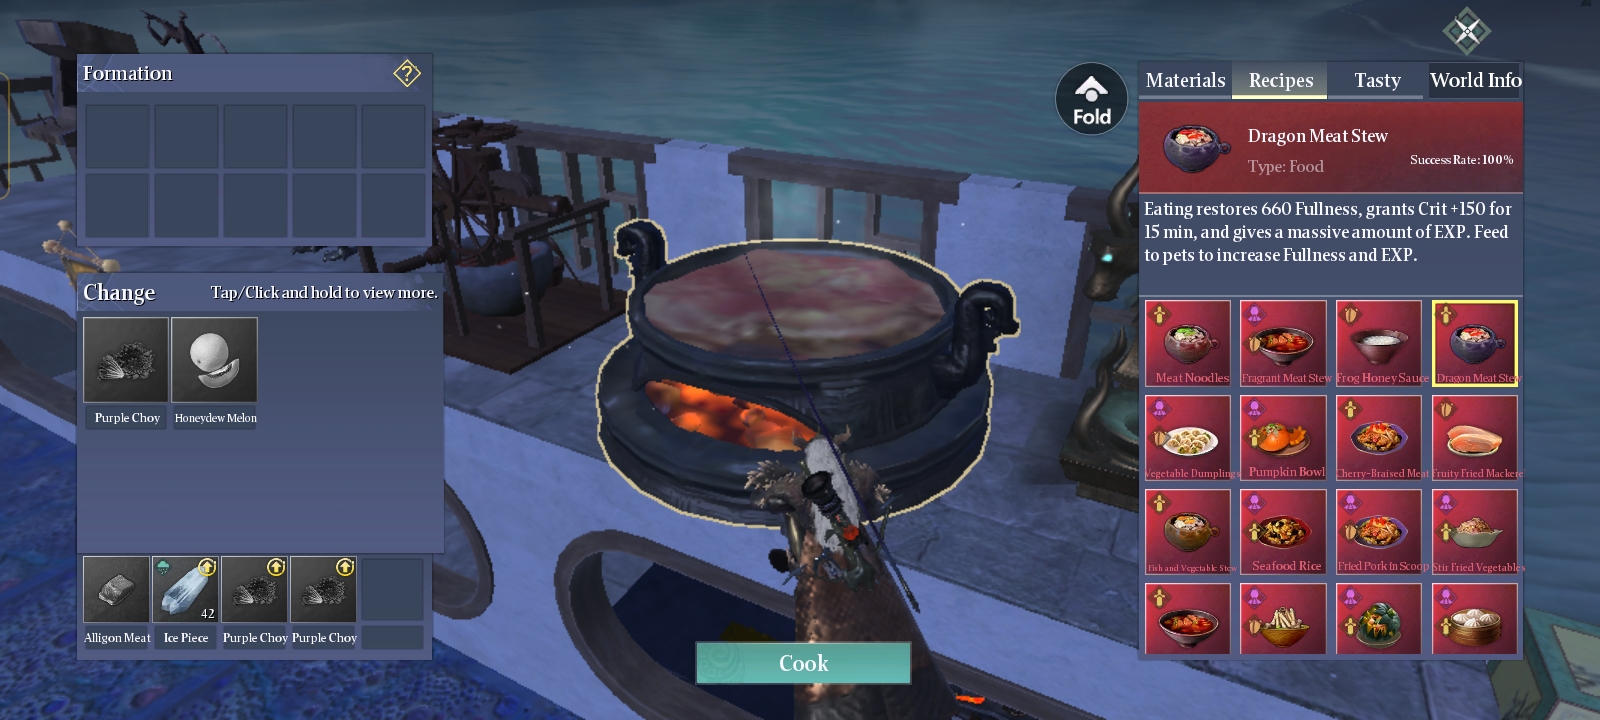 Formation
?
Change
Tap/Click and hold to view more.
Purple Choy
Honeydew Melon
42
Alligon Meat
Ice Piece
Purple Choy
Purple Choy
Fold
Cook
Materials
Recipes
Tasty
World Info
Dragon Meat Stew
Type: Food
Success Rate: 100%
Eating restores 660 Fullness, grants Crit +150 for
15 min, and gives a massive amount of EXP. Feed
to pets to increase Fullness and EXP.
Meat Noodles
Fragrant Meat Stew
Frog Honey Sauce
Dragon Meat Stew
Vegetable Dumplings
Pumpkin Bowl
Cherry-Braised Meat
Fruity Fried Mackere
Fish and Vegetable Stew
Seafood Rice
Fried Pork in Scoop
Stir Fried Vegetables